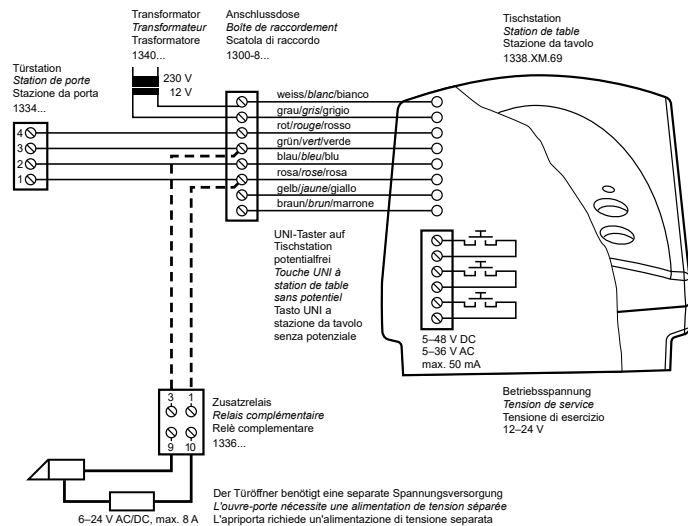 Transformator
Transformateur
Trasformatore
1340...
230 V
12 V
Anschlussdose
Boîte de raccordement
Scatola di raccordo
1300-8...
Tischstation
Station de table
Stazione da tavolo
1338.XM.69
Türstation
Station de porte
Stazione da porta
1334...
4
3
2
1
weiss/blanc/bianco
grau/gris/grigio
rot/rouge/rosso
grün/vert/verde
blau/bleu/blu
rosa/rose/rosa
gelb/jaune/giallo
braun/brun/marrone
UNI-Taster auf
Tischstation
potentialfrei
Touche UNI à
station de table
sans potentiel
Tasto UNI a
stazione da tavolo
senza potenziale
5–48 V DC
5–36 V AC
max. 50 mA
Betriebsspannung
Tension de service
Tensione di esercizio
12–24 V
3 1
9 10
Zusatzrelais
Relais complémentaire
Relè complementare
1336...
6–24 V AC/DC, max. 8 A
Der Türöffner benötigt eine separate Spannungsversorgung
L'ouvre-porte nécessite une alimentation de tension séparée
L'apriporta richiede un'alimentazione di tensione separata